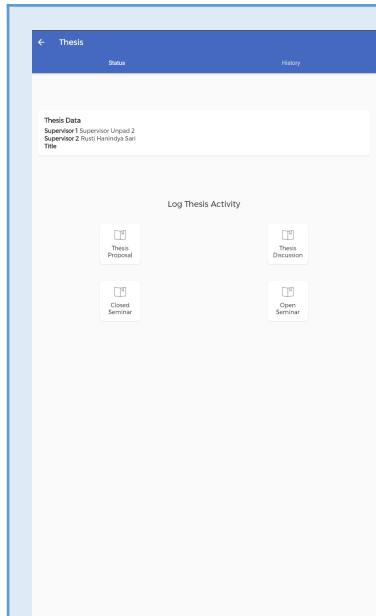 Thesis
Status History
Thesis Data
Supervisor 1 Supervisor Unpad 2
Supervisor 2 Rusti Hanindya Sari
Title
Log Thesis Activity
Thesis
Proposal
Thesis
Discussion
Closed
Seminar
Open
Seminar